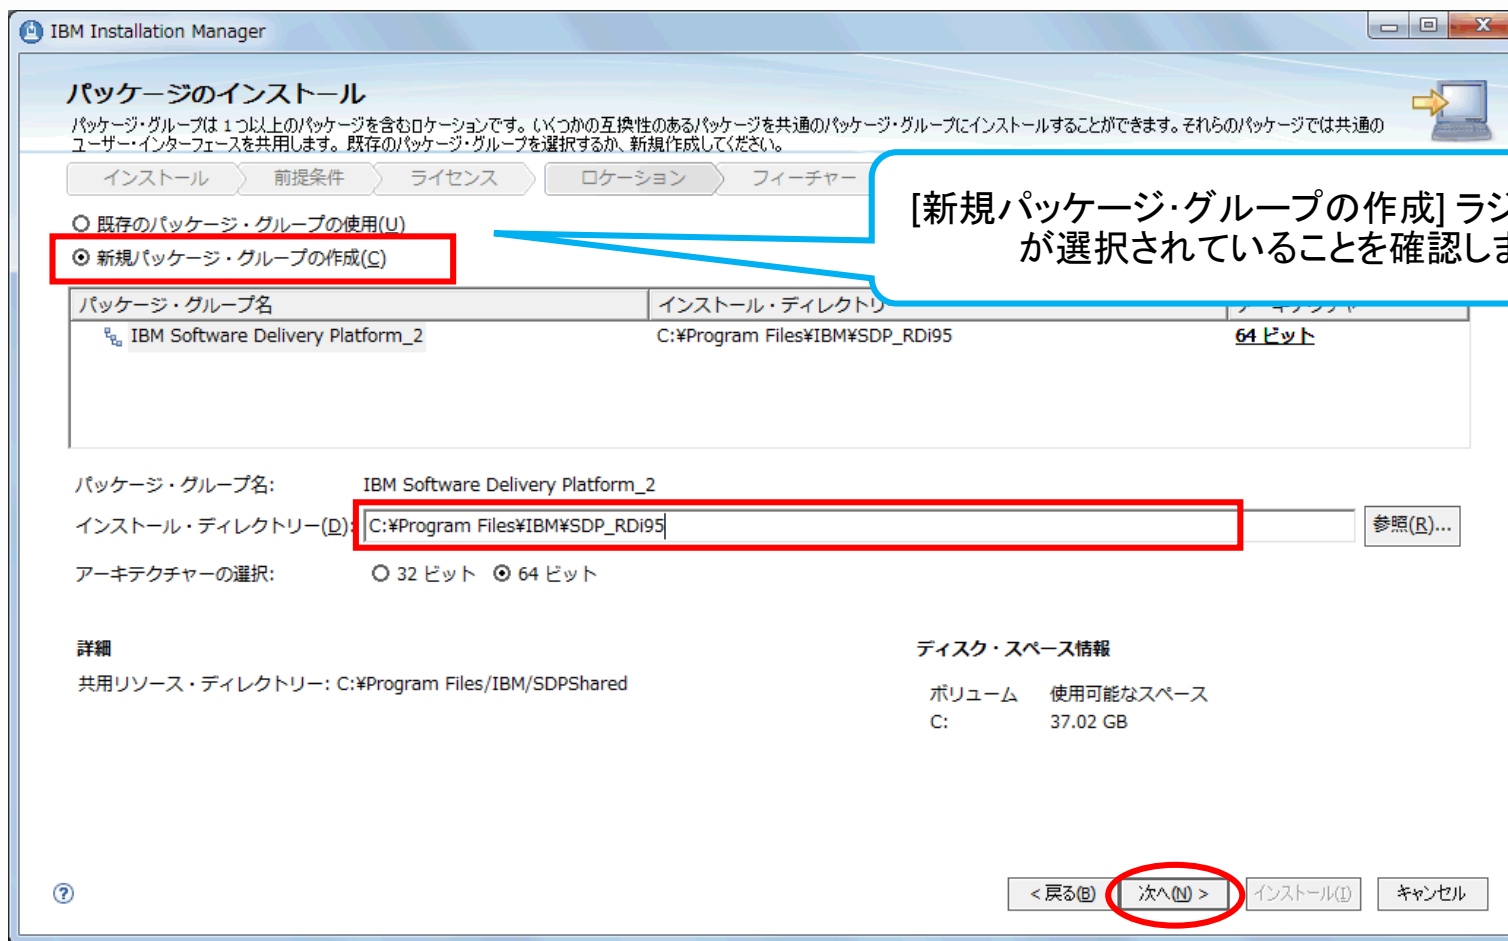 IBM Installation Manager
パッケージのインストール
パッケージ・グループは 1 つ以上のパッケージを含むロケーションです。いくつかの互換性のあるパッケージを共通のパッケージ・グループにインストールすることができます。それらのパッケージでは共通の
ユーザー・インターフェースを共用します。 既存のパッケージ・グループを選択するか、新規作成してください。
インストール 前提条件 ライセンス ロケーション フィーチャー
[新規パッケージ・グループの作成] ラジ
が選択されていることを確認しま
既存のパッケージ・グループの使用(U)
新規パッケージ・グループの作成(C)
パッケージ・グループ名 インストール・ディレクトリー アーキテクチャー
IBM Software Delivery Platform_2 C:¥Program Files¥IBM¥SDP_RDi95 64 ビット
パッケージ・グループ名: IBM Software Delivery Platform_2
インストール・ディレクトリー(D): C:¥Program Files¥IBM¥SDP_RDi95 参照(R)...
アーキテクチャーの選択: 32 ビット 64 ビット
詳細 ディスク・スペース情報
共用リソース・ディレクトリー: C:¥Program Files/IBM/SDPShared
ボリューム 使用可能なスペース
C: 37.02 GB
? < 戻る(B) 次へ(N) > インストール(I) キャンセル